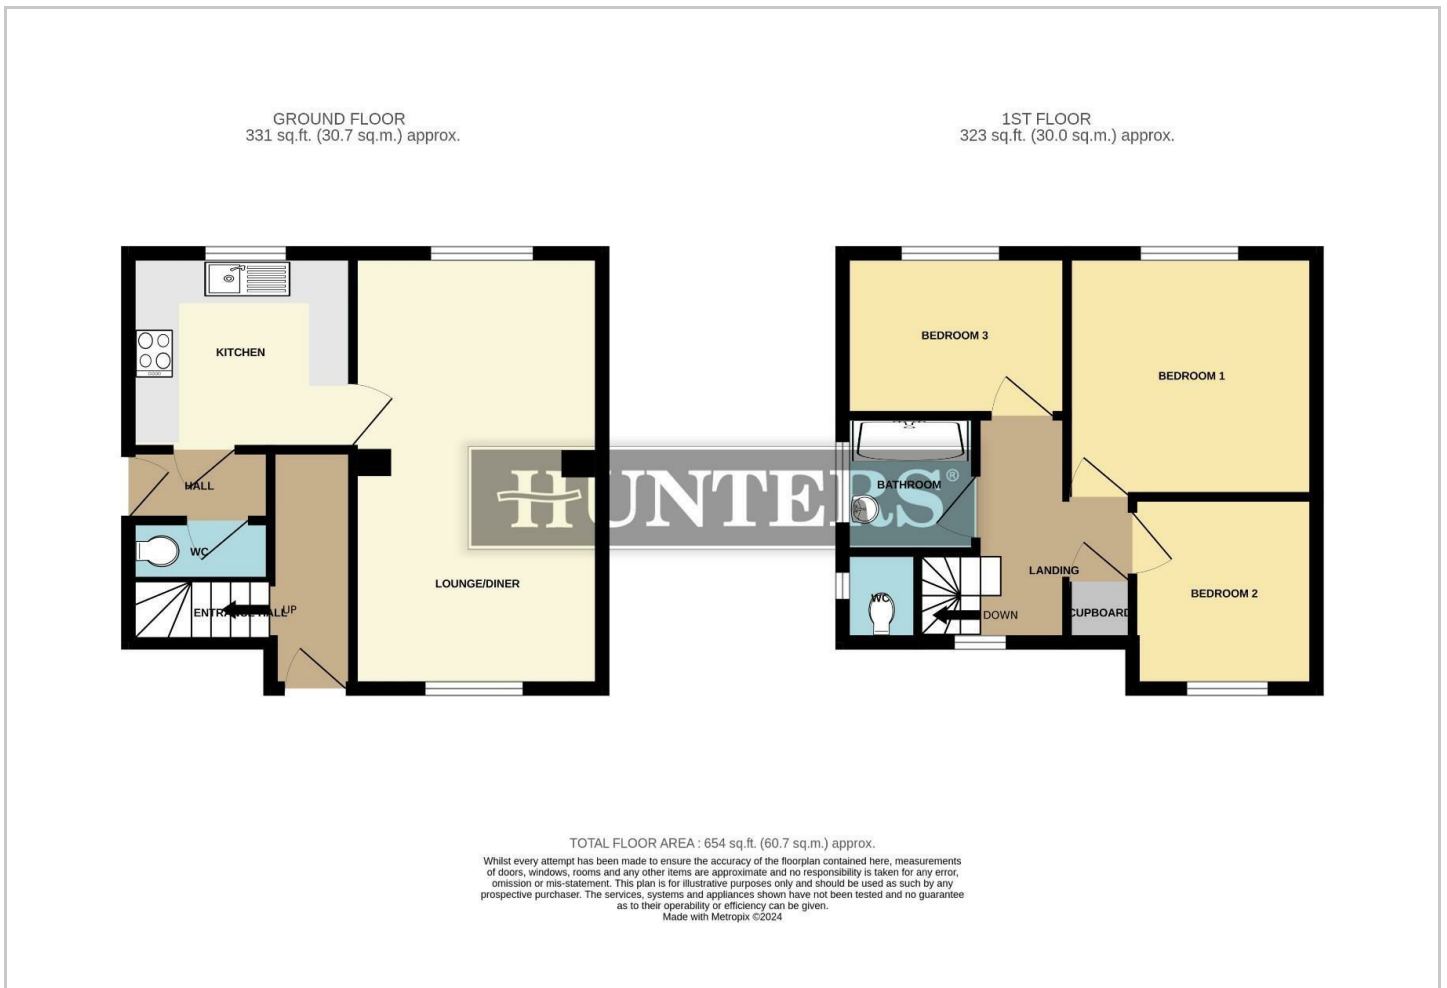 GROUND FLOOR
331 sq.ft. (30.7 sq.m.) approx.
1ST FLOOR
323 sq.ft. (30.0 sq.m.) approx.
KITCHEN
HALL
WC
ENTRANCE HALL
UP
LOUNGE/DINER
HUNTERS®
BEDROOM 3
BEDROOM 1
BATHROOM
WC
LANDING
DOWN
CUPBOARD
BEDROOM 2
TOTAL FLOOR AREA : 654 sq.ft. (60.7 sq.m.) approx.
Whilst every attempt has been made to ensure the accuracy of the floorplan contained here, measurements
of doors, windows, rooms and any other items are approximate and no responsibility is taken for any error,
omission or mis-statement. This plan is for illustrative purposes only and should be used as such by any
prospective purchaser. The services, systems and appliances shown have not been tested and no guarantee
as to their operability or efficiency can be given.
Made with Metropix ©2024